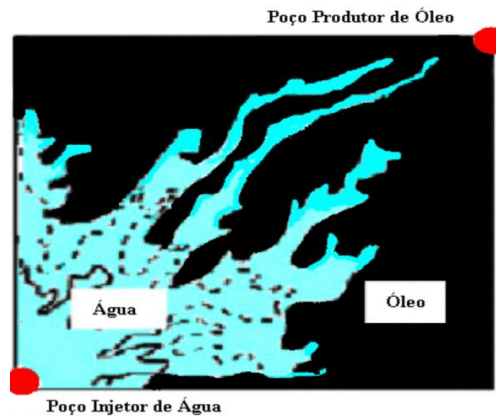 Poço Produtor de Óleo
Água
Óleo
Poço Injetor de Água